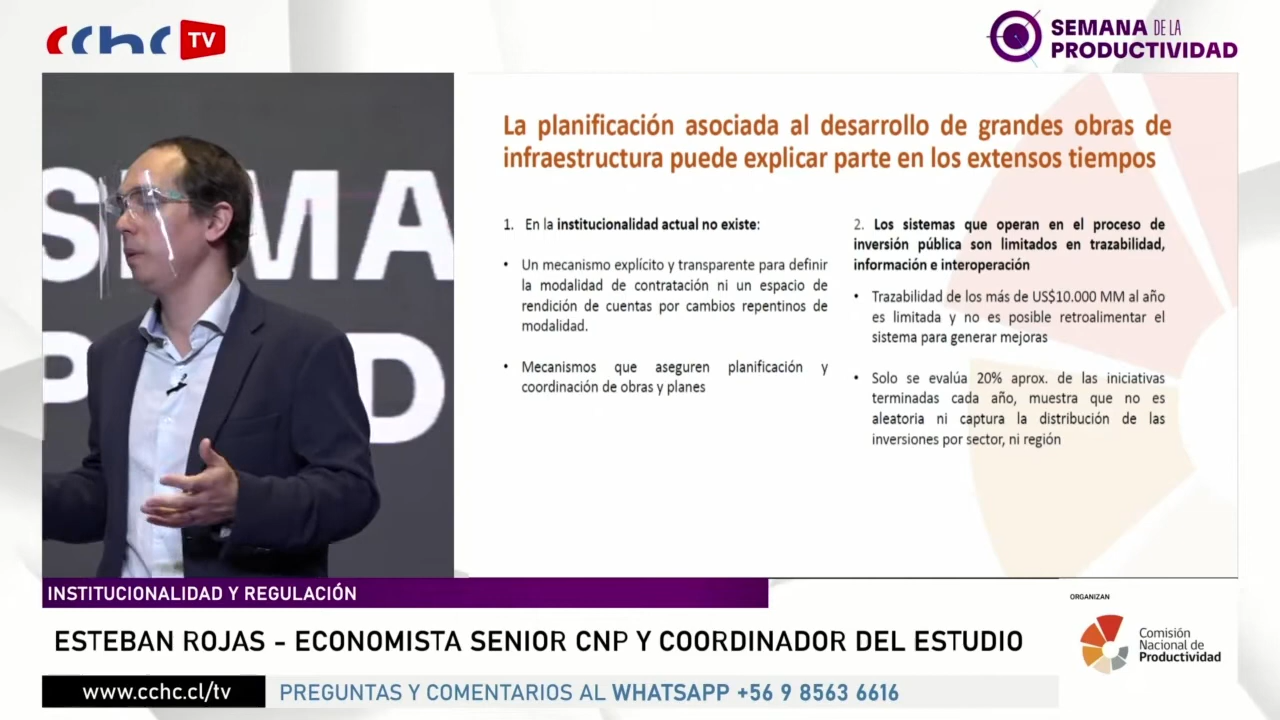 cchc TV
SEMANA DE LA
PRODUCTIVIDAD
SEMA
P D
La planificación asociada al desarrollo de grandes obras de
infraestructura puede explicar parte en los extensos tiempos
1. En la institucionalidad actual no existe:
• Un mecanismo explícito y transparente para definir
la modalidad de contratación ni un espacio de
rendición de cuentas por cambios repentinos de
modalidad.
• Mecanismos que aseguren planificación y
coordinación de obras y planes
2. Los sistemas que operan en el proceso de
inversión pública son limitados en trazabilidad,
información e interoperación
• Trazabilidad de los más de US$10.000 MM al año
es limitada y no es posible retroalimentar el
sistema para generar mejoras
• Solo se evalúa 20% aprox. de las iniciativas
terminadas cada año, muestra que no es
aleatoria ni captura la distribución de las
inversiones por sector, ni región
INSTITUCIONALIDAD Y REGULACIÓN
ESTEBAN ROJAS - ECONOMISTA SENIOR CNP Y COORDINADOR DEL ESTUDIO
www.cchc.cl/tv
PREGUNTAS Y COMENTARIOS AL WHATSAPP +56 9 8563 6616
ORGANIZAN
Comisión
Nacional de
Productividad